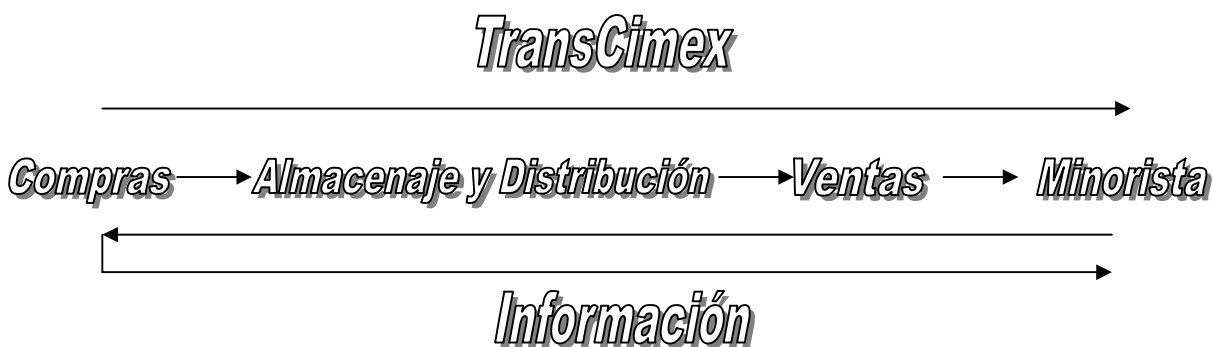 TransCimex
Compras Almacenaje y Distribución Ventas Minorista
Información